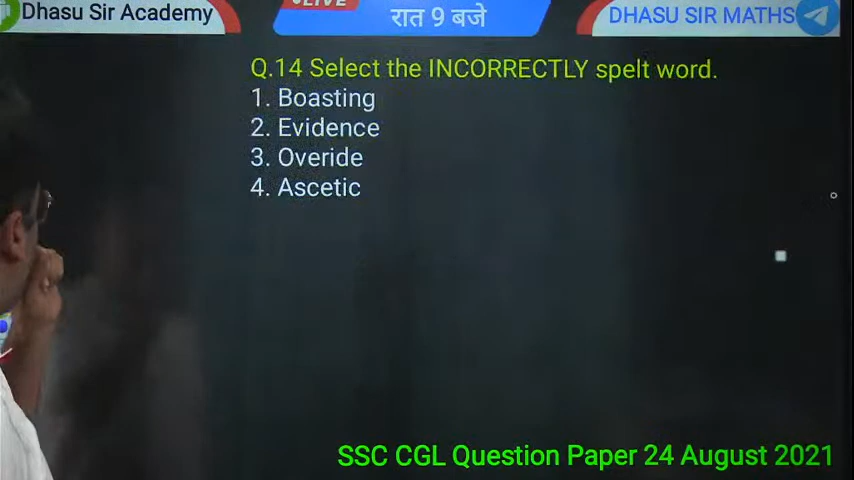 Dhasu Sir Academy
LIVE
रात 9 बजे
DHASU SIR MATHS
Q.14 Select the INCORRECTLY spelt word.
1. Boasting
2. Evidence
3. Overide
4. Ascetic
SSC CGL Question Paper 24 August 2021